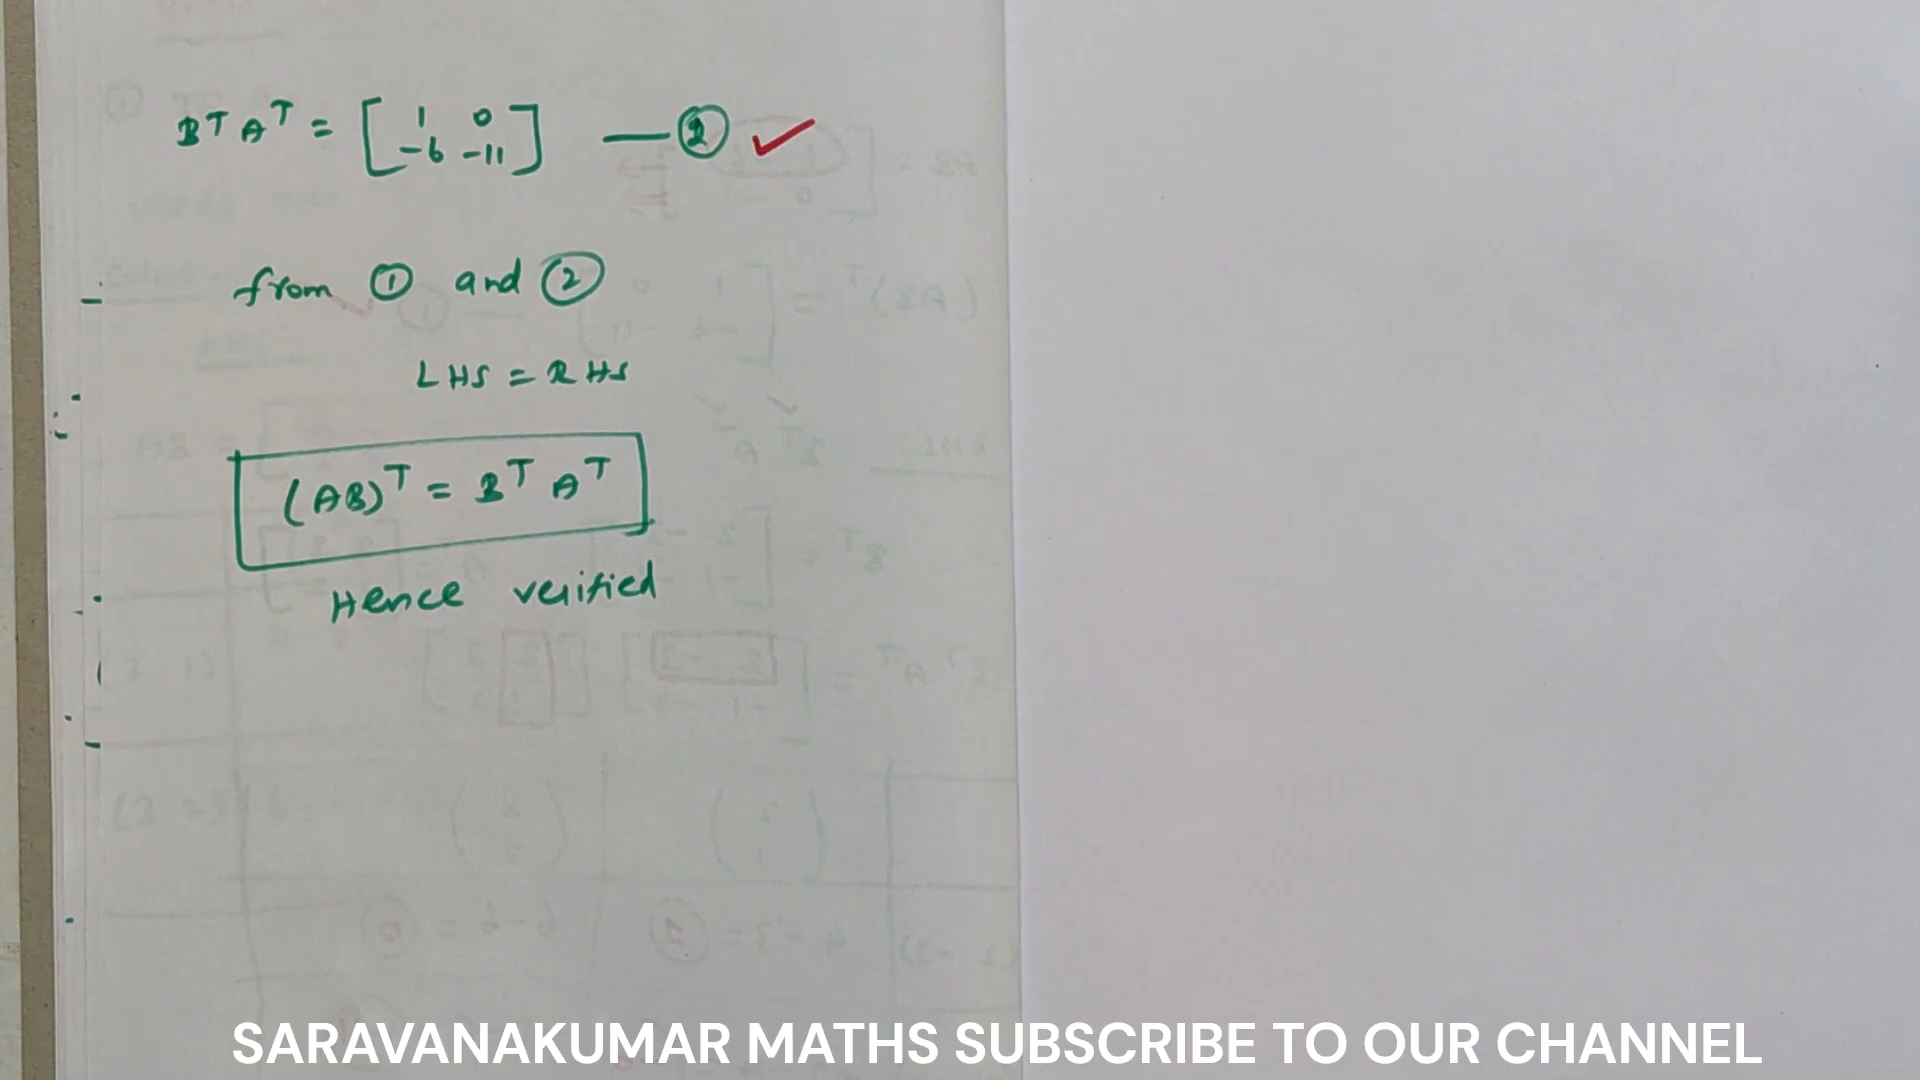 B^T A^T = [1 0
-6 -11] — ②
from ① and ②
LHS = RHS
(AB)^T = B^T A^T
Hence verified
SARAVANAKUMAR MATHS SUBSCRIBE TO OUR CHANNEL